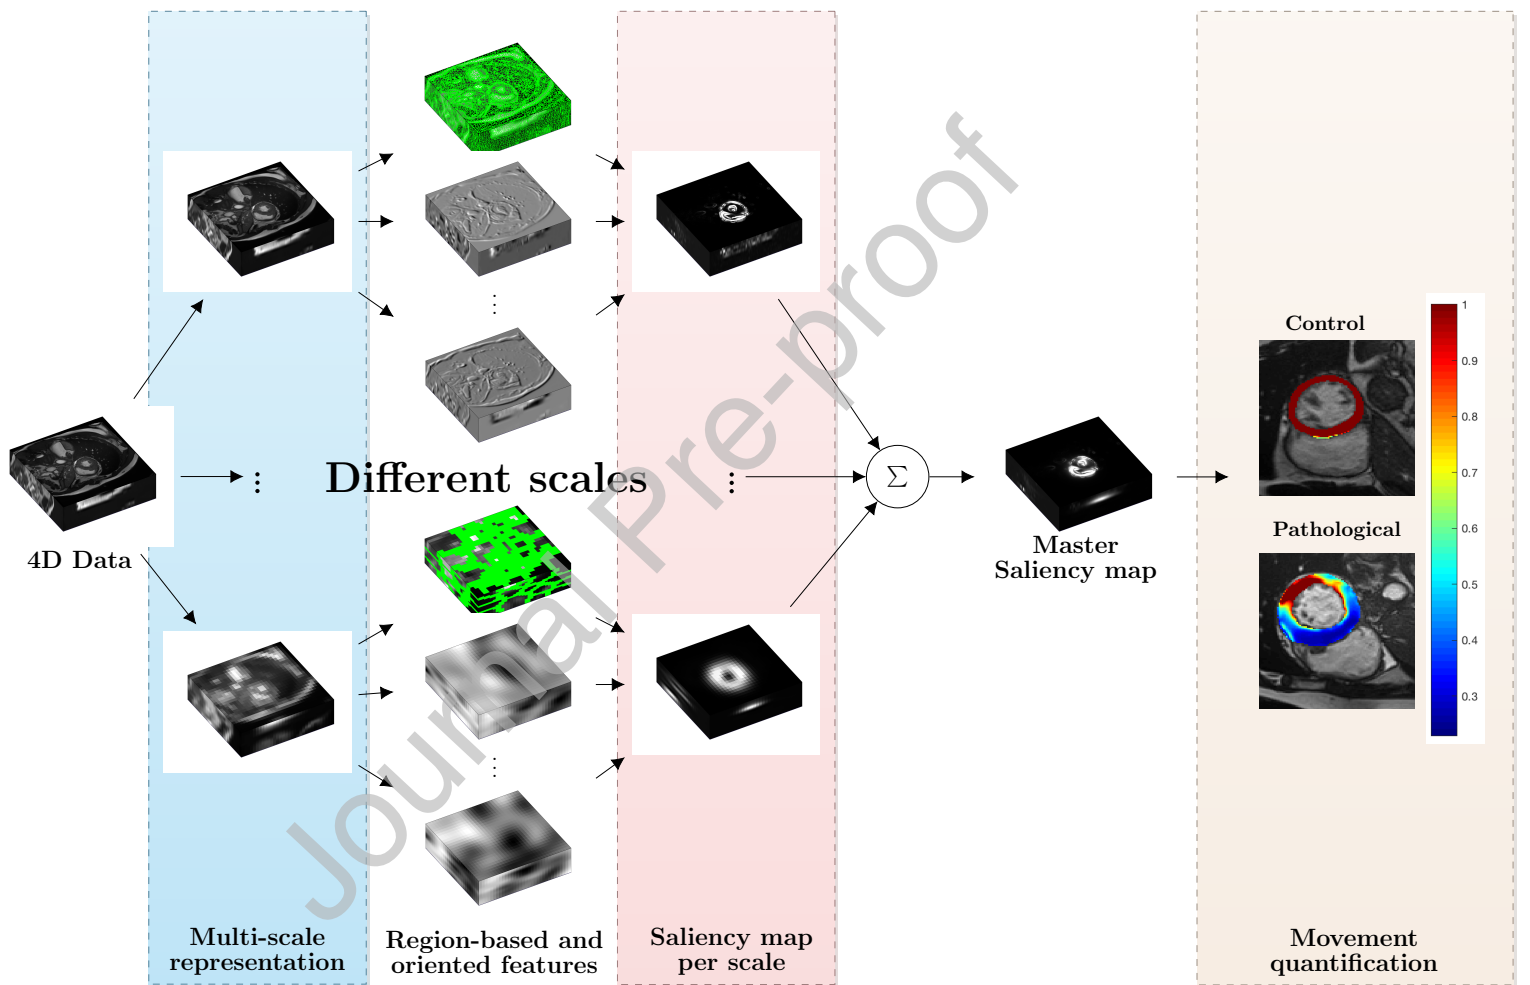 4D Data
Multi-scale
representation
Region-based and
oriented features
Different scales
Saliency map
per scale
Σ
Master
Saliency map
Control
Pathological
1
0.9
0.8
0.7
0.6
0.5
0.4
0.3
Movement
quantification
Journal Pre-proof